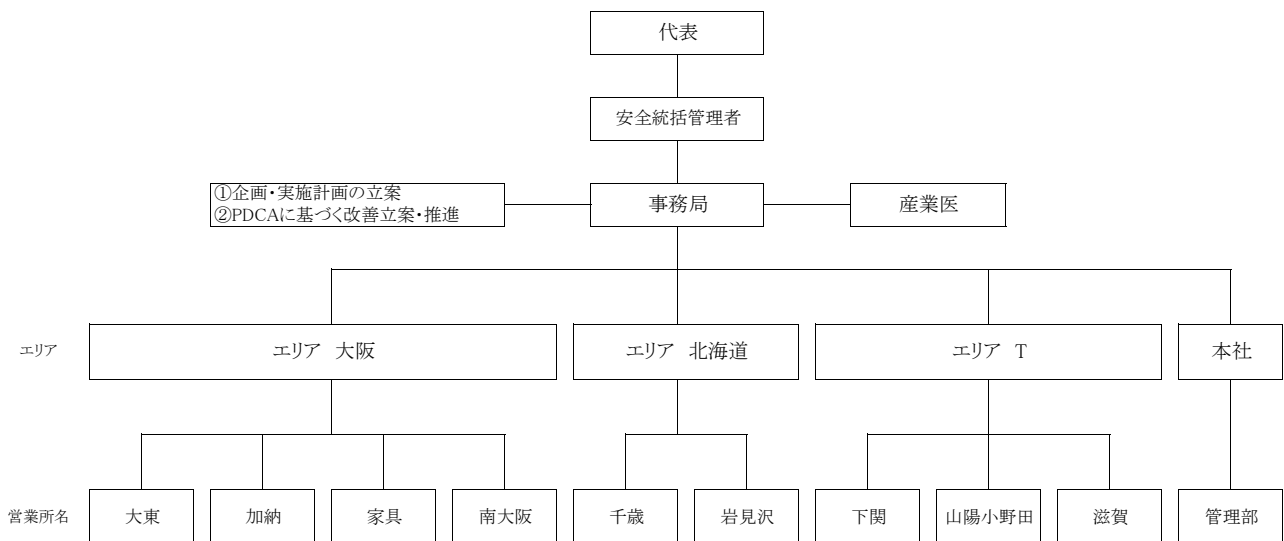 代表
安全統括管理者
①企画・実施計画の立案
②PDCAに基づく改善立案・推進
事務局
産業医
エリア
エリア　大阪
エリア　北海道
エリア　T
本社
営業所名
大東
加納
家具
南大阪
千歳
岩見沢
下関
山陽小野田
滋賀
管理部